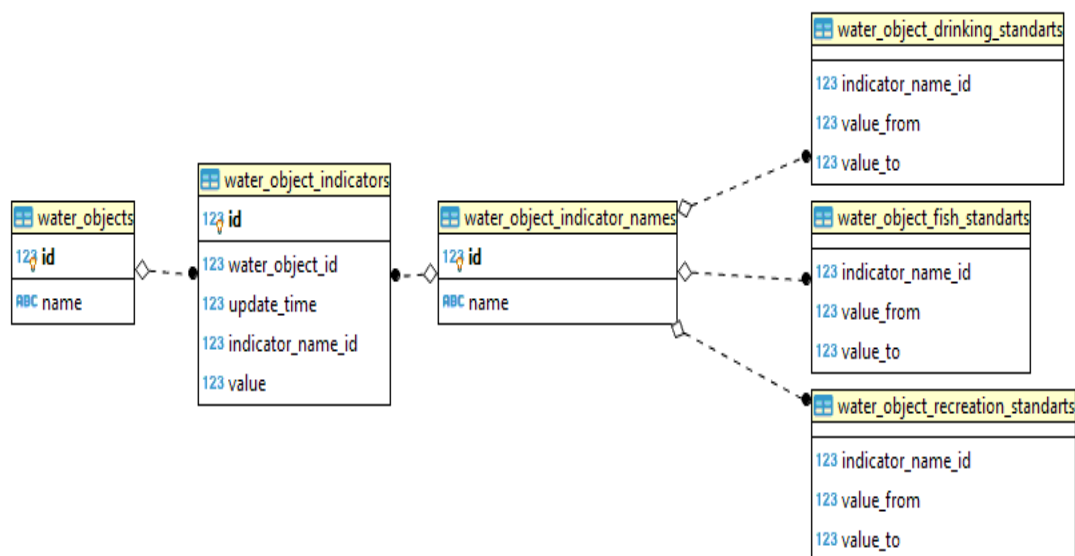 water_objects
123 id
ABC name
water_object_indicators
123 id
123 water_object_id
123 update_time
123 indicator_name_id
123 value
water_object_indicator_names
123 id
ABC name
water_object_drinking_standarts
123 indicator_name_id
123 value_from
123 value_to
water_object_fish_standarts
123 indicator_name_id
123 value_from
123 value_to
water_object_recreation_standarts
123 indicator_name_id
123 value_from
123 value_to